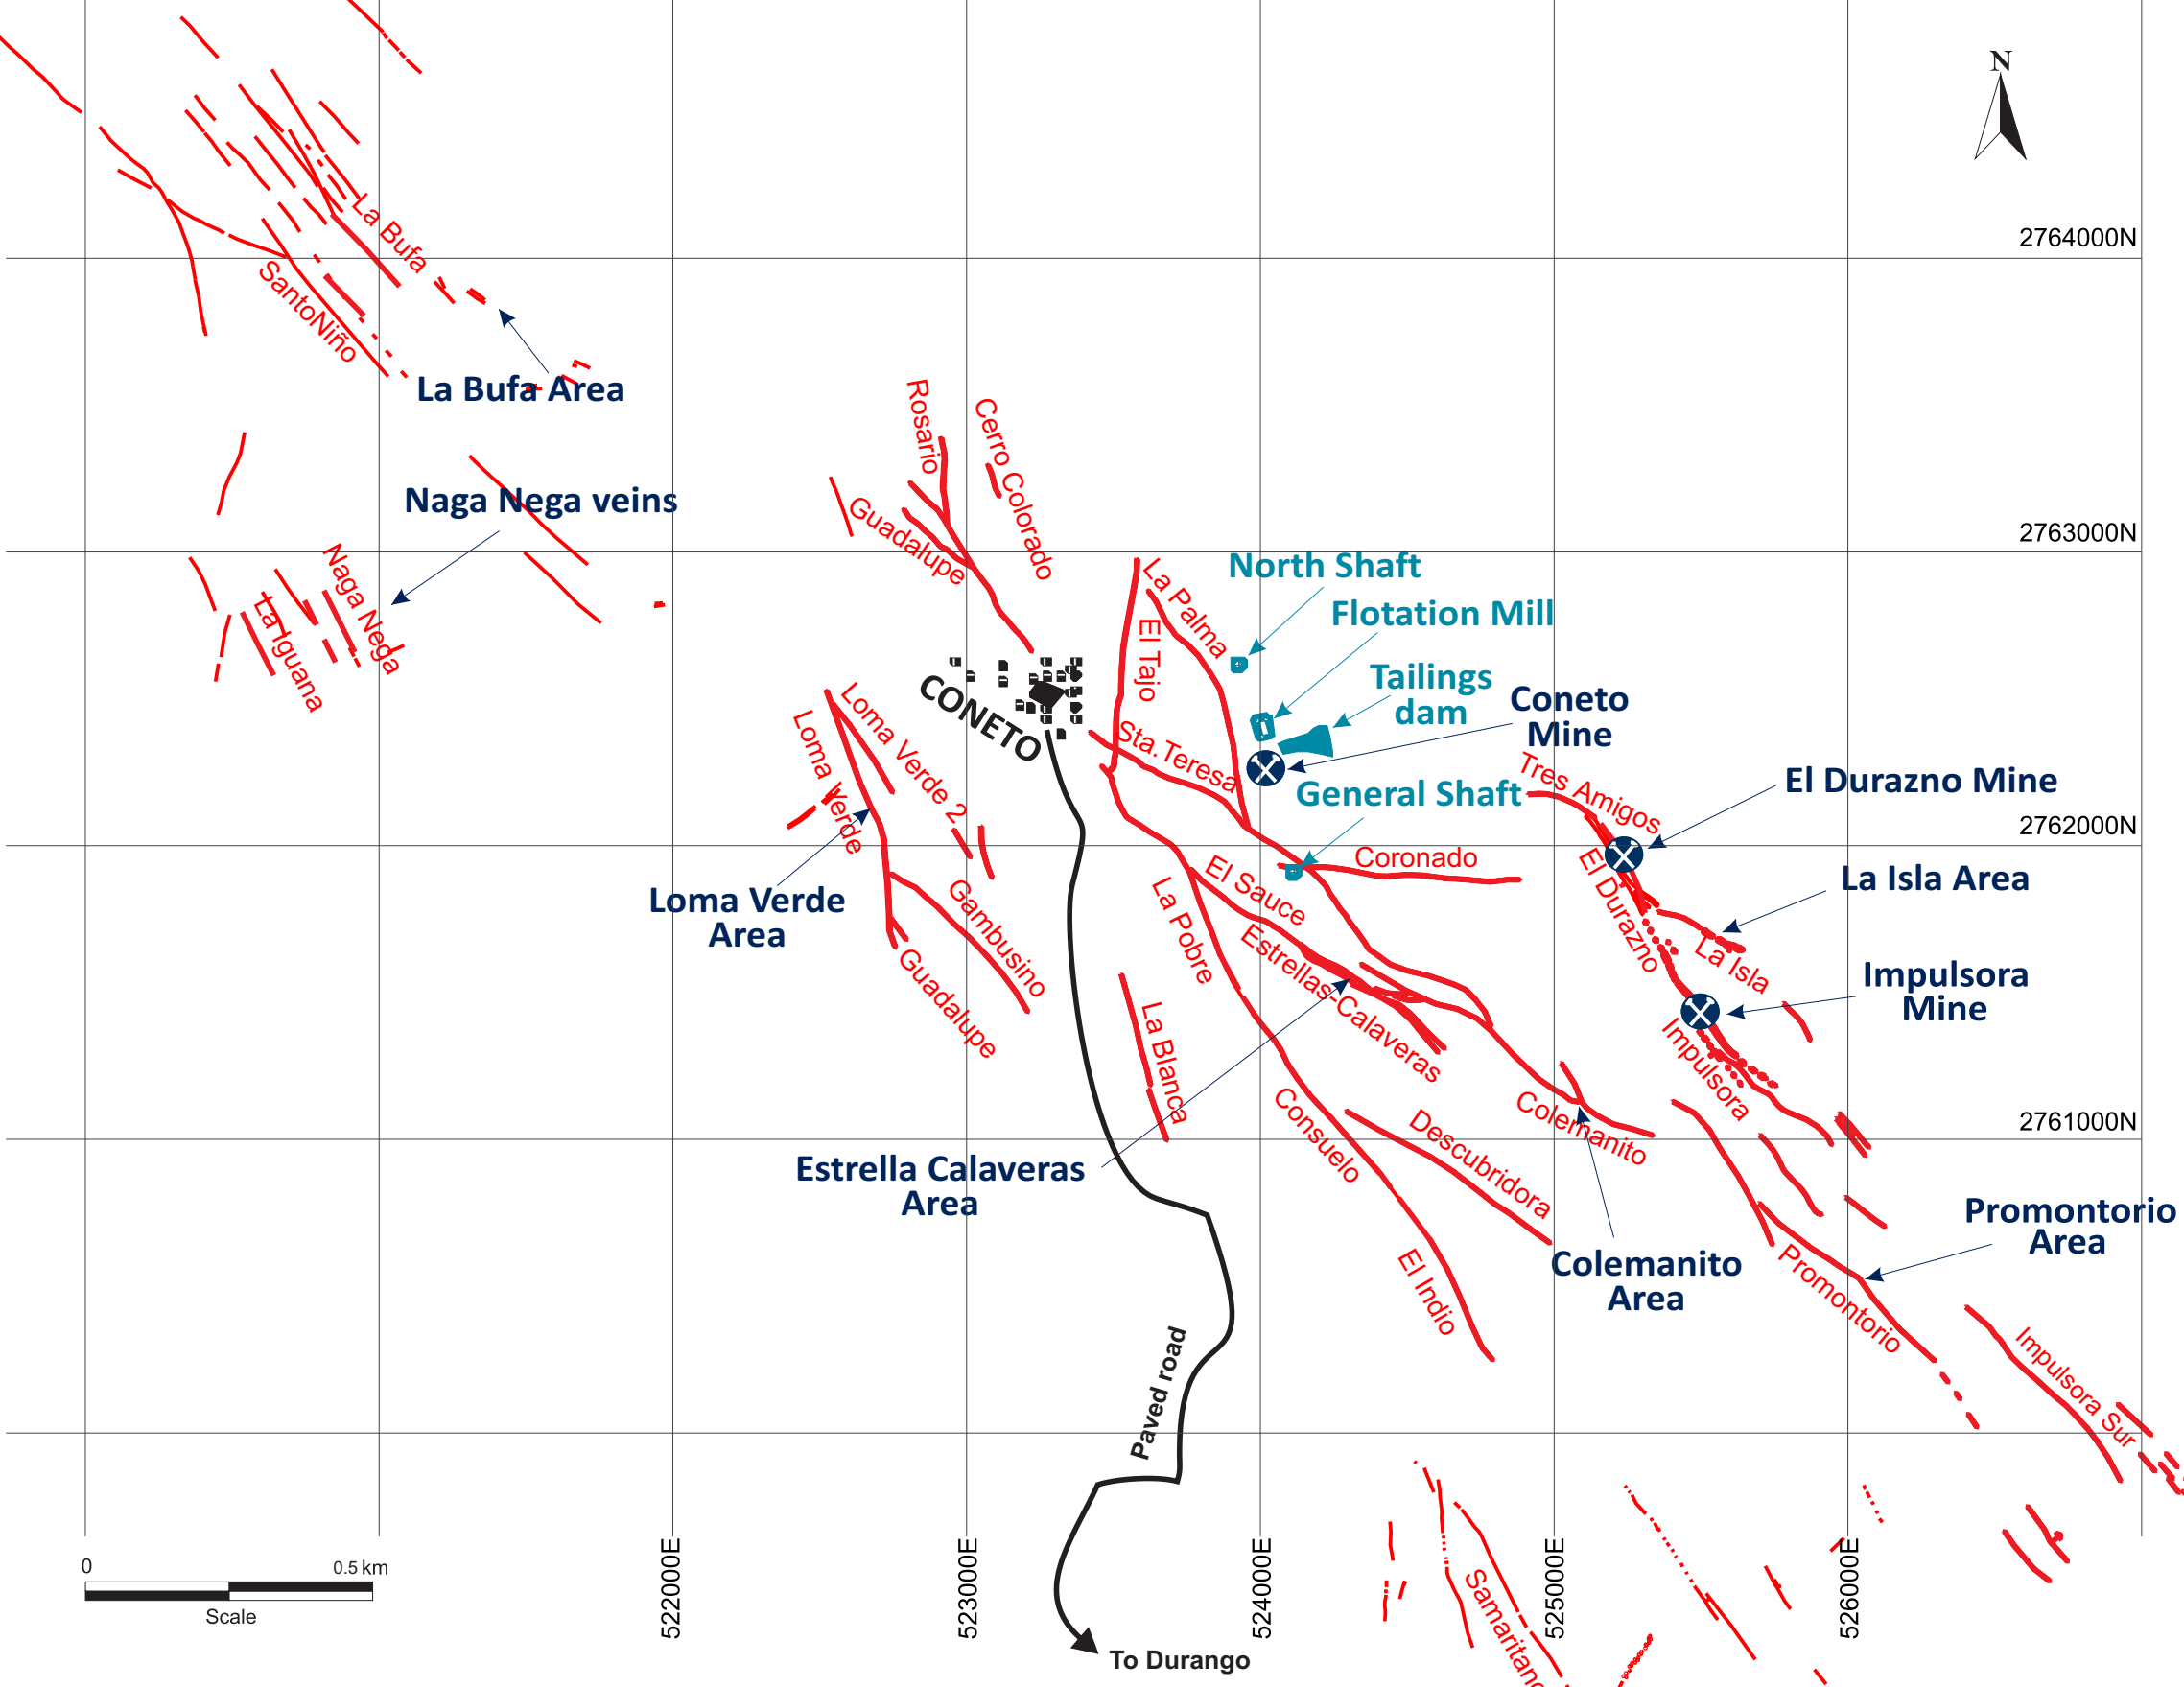 N
2764000N
La Bufa
SantoNiño
La Bufa Area
Rosario
Cerro Colorado
Naga Nega veins
Guadalupe
2763000N
Naga Nega
La Iguana
La Palma
El Tajo
North Shaft
Flotation Mill
Tailings
dam
Coneto
Mine
CONETO
Loma Verde 2
Loma Verde
Sta.Teresa
General Shaft
Tres Amigos
El Durazno Mine
2762000N
Coronado
El Sauce
El Durazno
La Isla Area
La Isla
Loma Verde
Area
Gambusino
Guadalupe
La Pobre
Estrellas-Calaveras
Impulsora
Mine
Impulsora
La Blanca
Consuelo
Descubridora
Colemanito
2761000N
Estrella Calaveras
Area
Promontorio
Area
Colemanito
Area
El Indio
Promontorio
Impulsora Sur
Paved road
522000E
523000E
524000E
525000E
526000E
0
0.5 km
Scale
Samaritano
To Durango